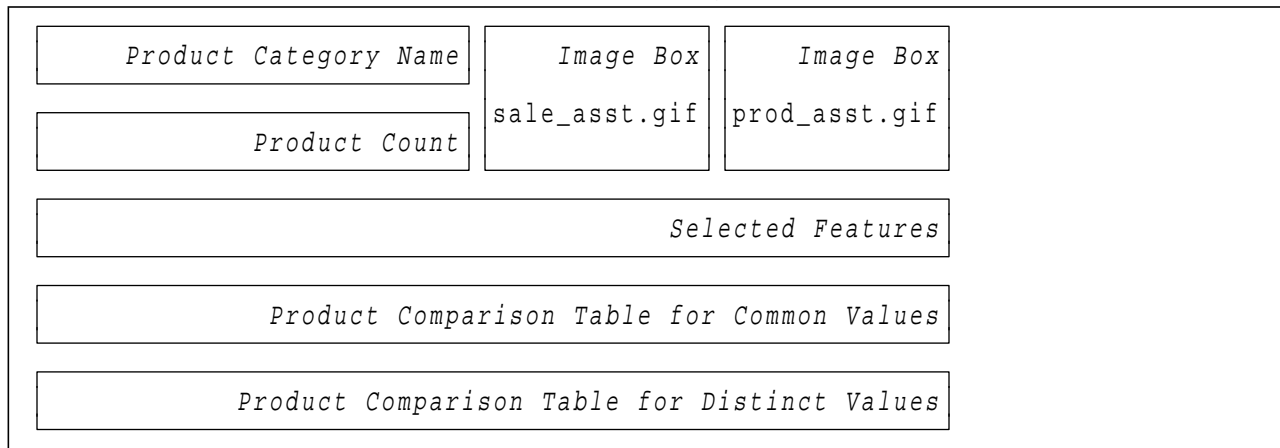 Product Category Name
Image Box
Image Box
sale_asst.gif
prod_asst.gif
Product Count
Selected Features
Product Comparison Table for Common Values
Product Comparison Table for Distinct Values